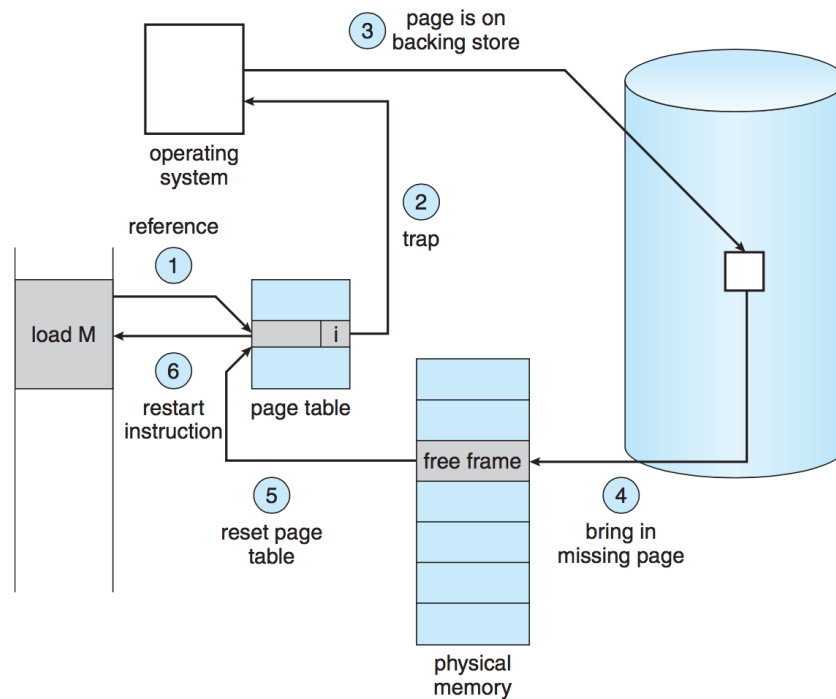 3
page is on
backing store
operating
system
2
trap
reference
1
load M
i
6
restart
instruction
page table
free frame
5
reset page
table
4
bring in
missing page
physical
memory